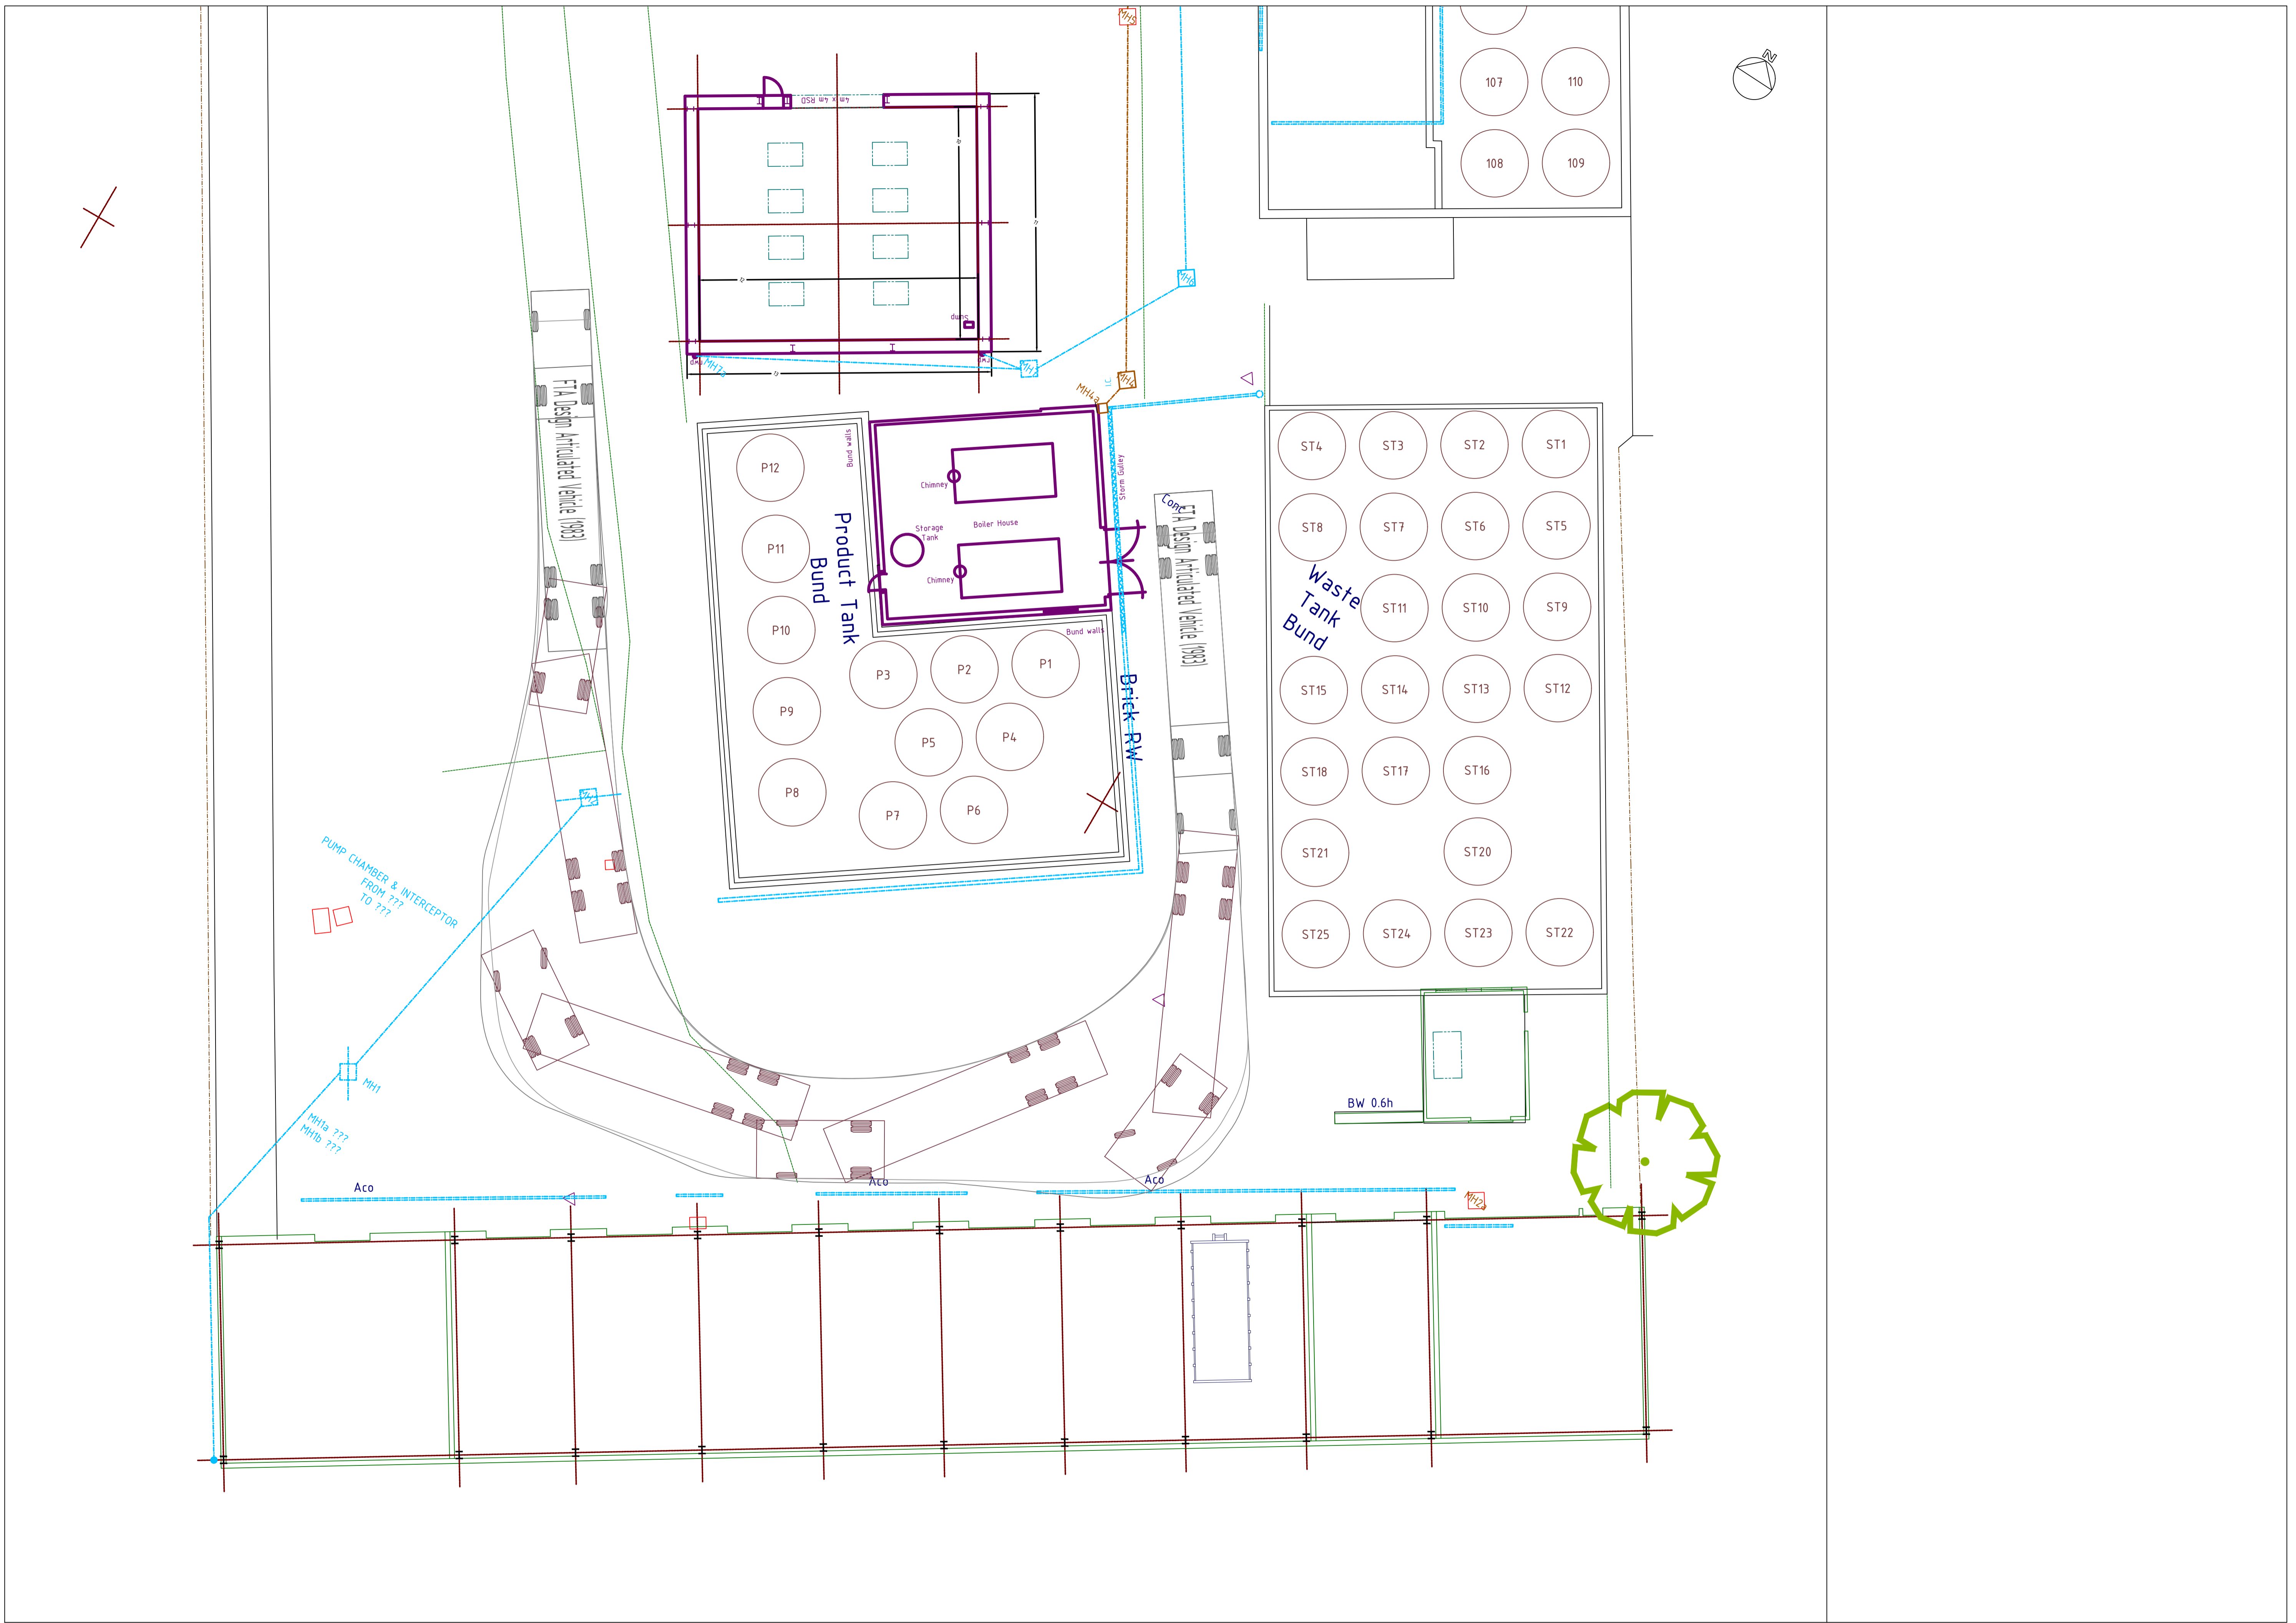 MH5
107
110
N
4m x 4m RSD
108
109
MH8
Sump
RWP
RWP
MH7a
MH7
MH4
MH4a
FTA Design Articulated Vehicle (1983)
Bund walls
P12
Chimney
Storm Gulley
Conc
ST4
ST3
ST2
ST1
Storage
Tank
Boiler House
Product Tank
Bund
P11
Chimney
FTA Design Articulated Vehicle (1983)
ST8
ST7
ST6
ST5
Waste
Tank
Bund
ST11
ST10
ST9
P10
Bund walls
P3
P2
P1
Brick RW
ST15
ST14
ST13
ST12
P9
P5
P4
ST18
ST17
ST16
P8
P7
P6
ST21
ST20
PUMP CHAMBER & INTERCEPTOR
FROM ???
TO ???
ST25
ST24
ST23
ST22
MH1
BW 0.6h
MH1a ???
MH1b ???
Aco
Aco
Aco